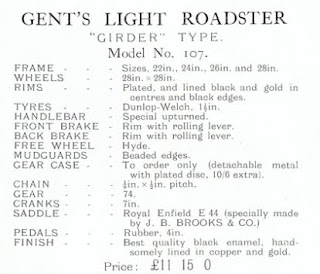 GENT'S LIGHT ROADSTER
"GIRDER" TYPE.
Model No. 107.
FRAME - - - Sizes, 22in., 24in., 26in. and 28in.
WHEELS - - - 28in. × 28in.
RIMS - - - Plated, and lined black and gold in
centres and black edges.
TYRES - - - Dunlop-Welch, 1½in.
HANDLEBAR - - Special upturned.
FRONT BRAKE - - Rim with rolling lever.
BACK BRAKE - - Rim with rolling lever.
FREE WHEEL - - Hyde.
MUDGUARDS - - Beaded edges.
GEAR CASE - - - To order only (detachable metal
with plated disc, 10/6 extra).
CHAIN - - - ½in. × ⅛in. pitch.
GEAR - - - 74.
CRANKS - - - 7in.
SADDLE - - - Royal Enfield E 44 (specially made
by J. B. BROOKS & CO.)
PEDALS - - - Rubber, 4in.
FINISH - - - Best quality black enamel, hand-
somely lined in copper and gold.
Price: £11 15 0